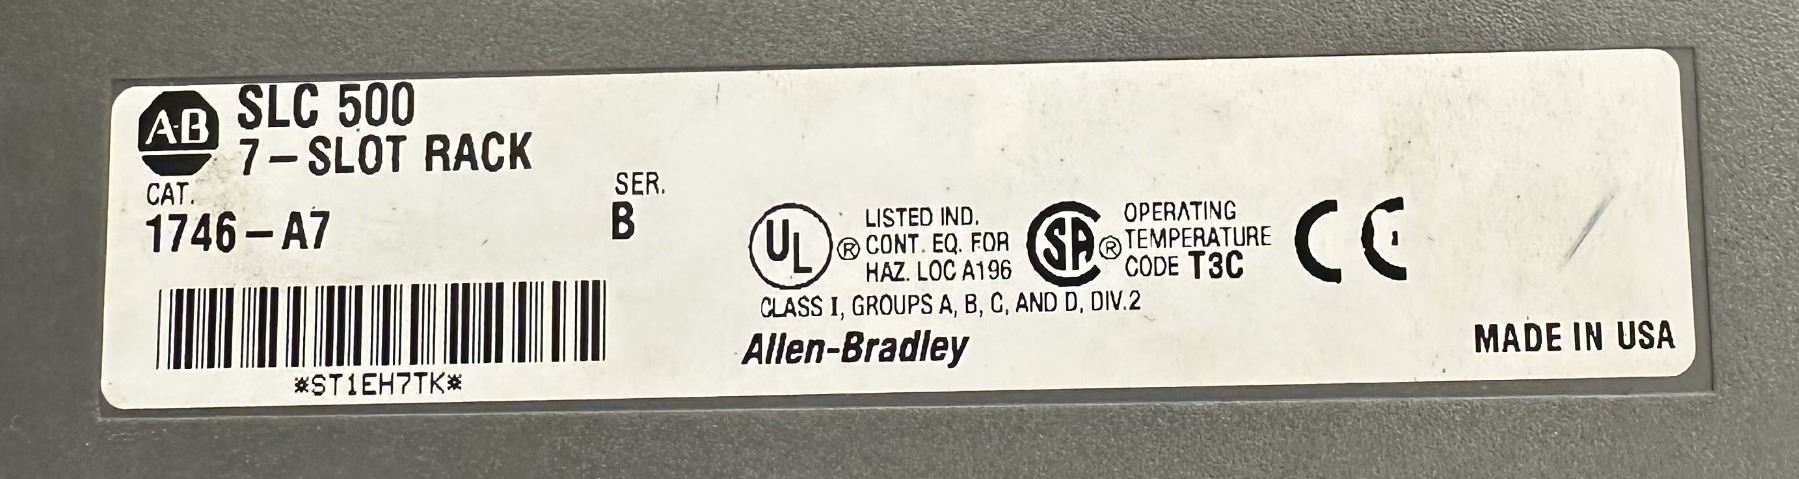 A-B
SLC 500
7-SLOT RACK
CAT.
1746-A7
SER.
B
*ST1EH7TK*
UL ®
LISTED IND.
CONT. EQ. FOR
HAZ. LOC A196
SA ®
OPERATING
TEMPERATURE
CODE T3C
CE
CLASS I, GROUPS A, B, C, AND D, DIV.2
Allen-Bradley
MADE IN USA